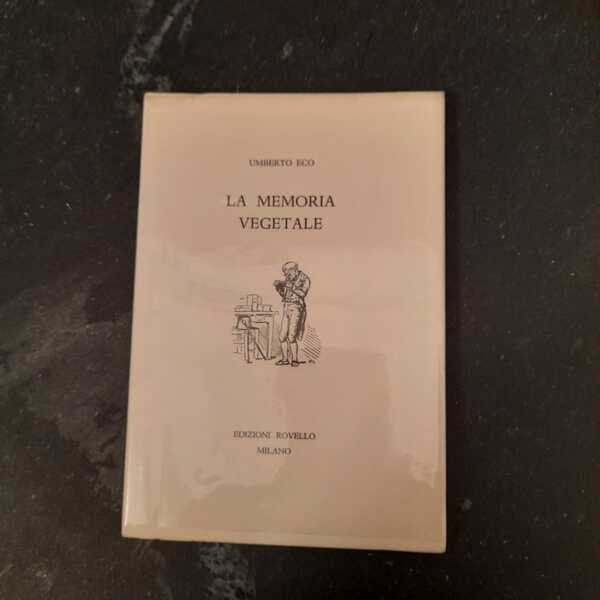 UMBERTO ECO
LA MEMORIA
VEGETALE
EDIZIONI ROVELLO
MILANO